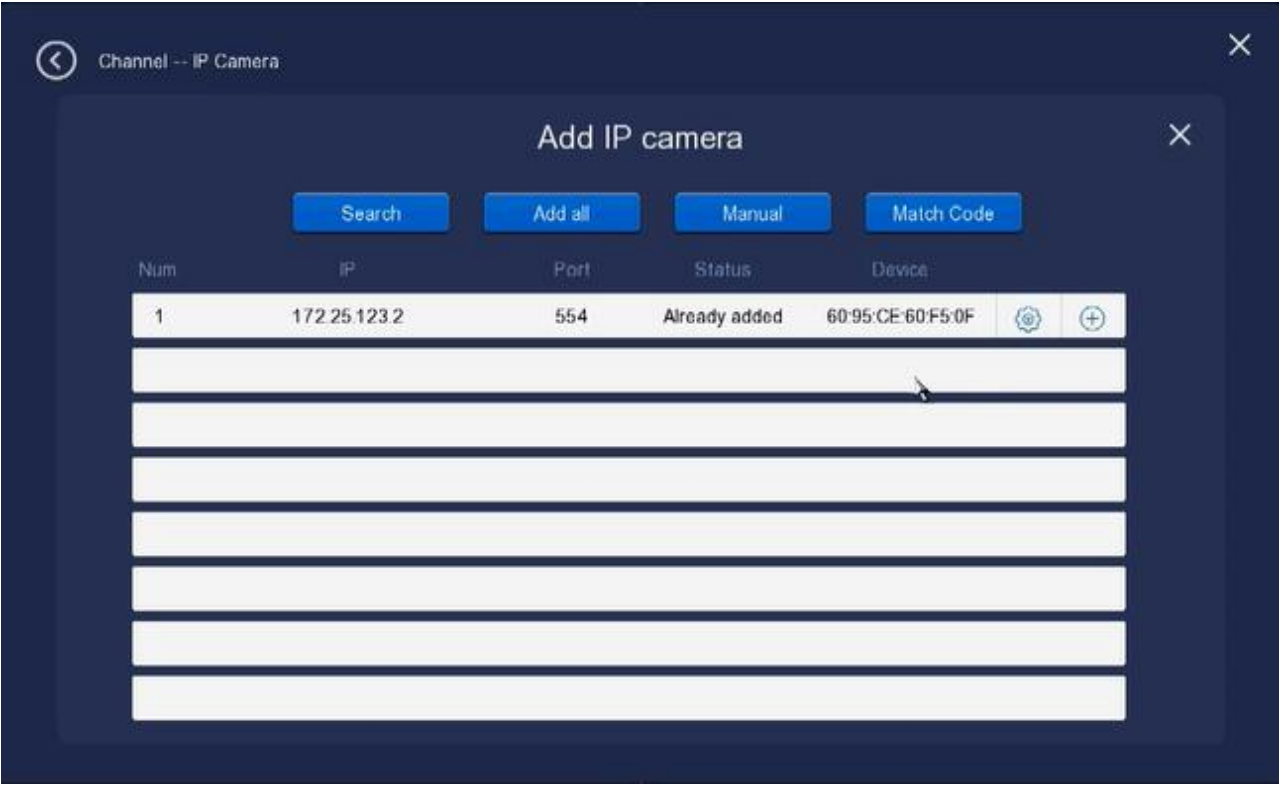 Channel -- IP Camera
Add IP camera
Search Add all Manual Match Code
Num IP Port Status Device
1 172.25.123.2 554 Already added 60:95:CE:60:F5:0F